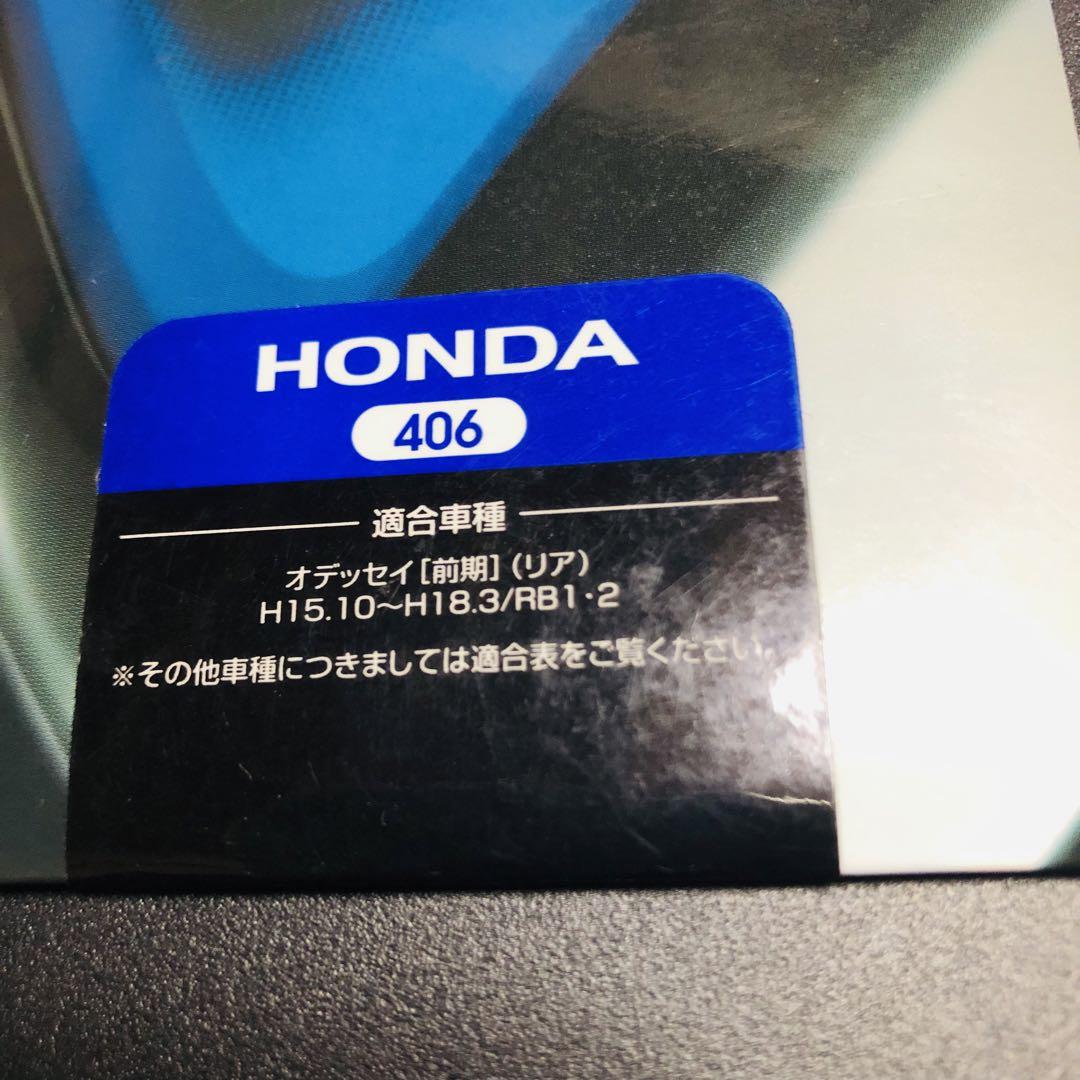 HONDA
406
適合車種
オデッセイ[前期](リア)
H15.10〜H18.3/RB1・2
※その他車種につきましては適合表をご覧ください。